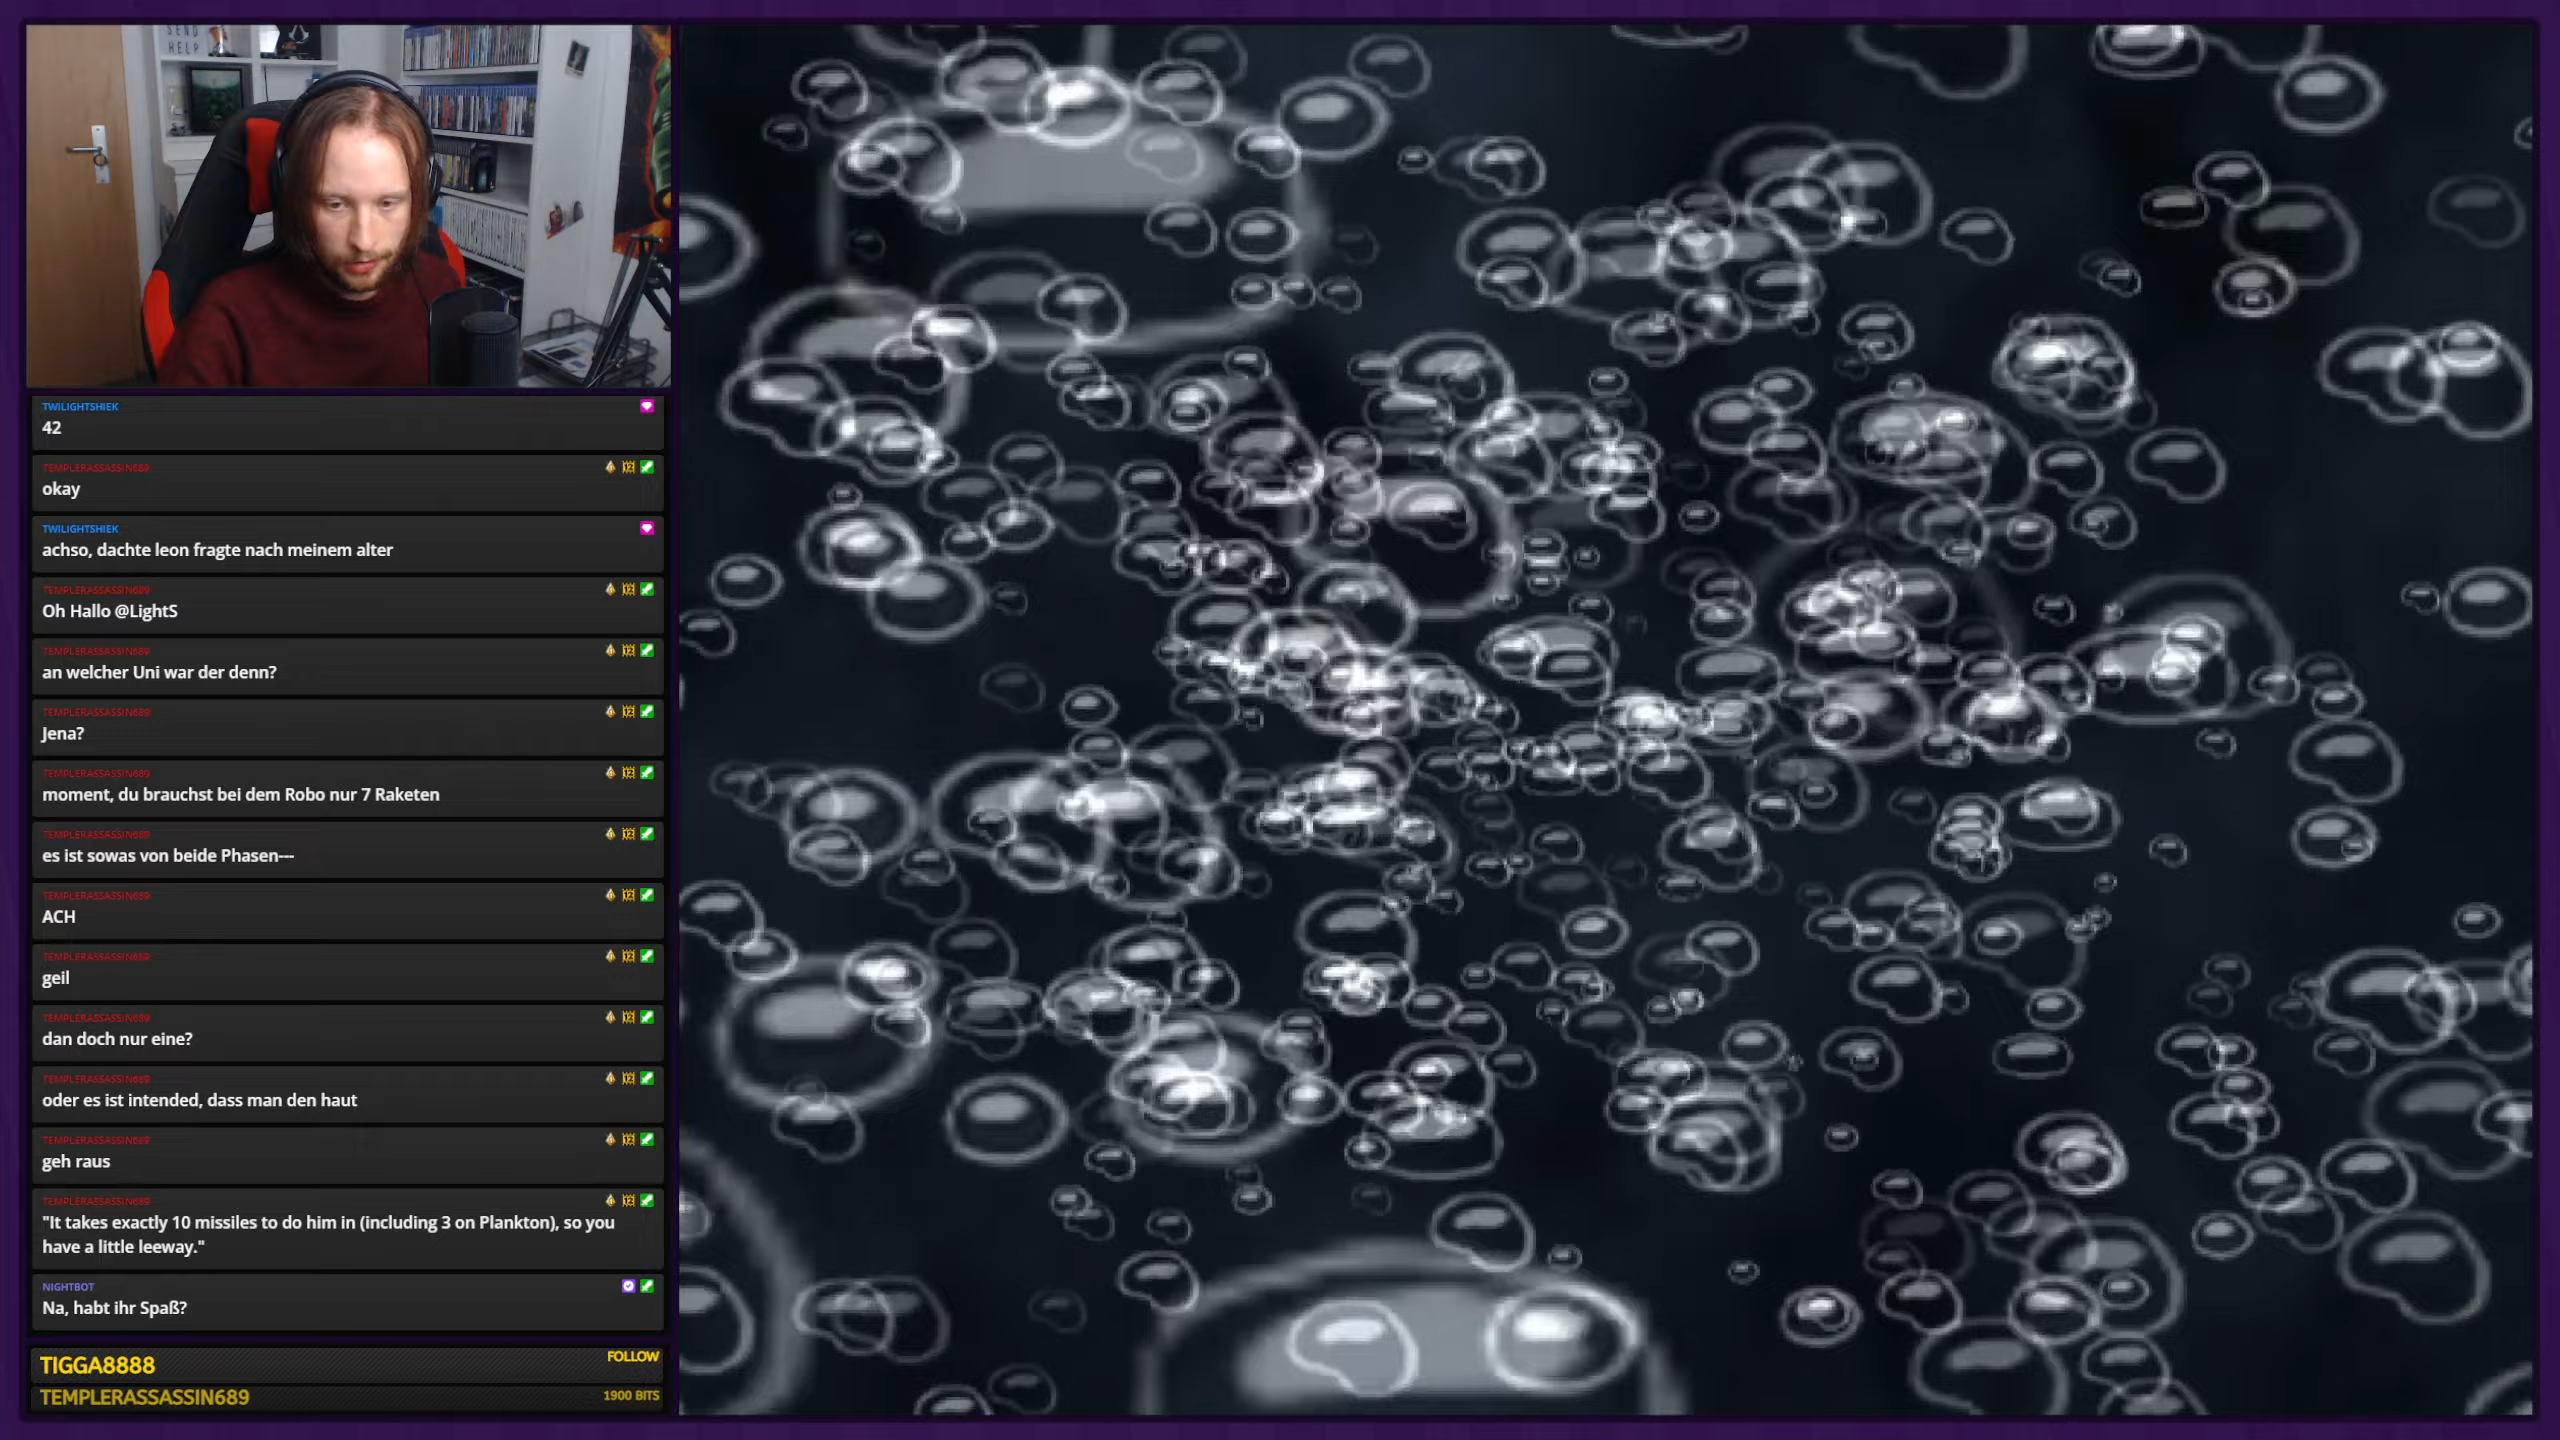 SEND
HELP
TWILIGHTSHIEK
42
TEMPLERASSASSIN689
okay
TWILIGHTSHIEK
achso, dachte leon fragte nach meinem alter
TEMPLERASSASSIN689
Oh Hallo @LightS
TEMPLERASSASSIN689
an welcher Uni war der denn?
TEMPLERASSASSIN689
Jena?
TEMPLERASSASSIN689
moment, du brauchst bei dem Robo nur 7 Raketen
TEMPLERASSASSIN689
es ist sowas von beide Phasen---
TEMPLERASSASSIN689
ACH
TEMPLERASSASSIN689
geil
TEMPLERASSASSIN689
dan doch nur eine?
TEMPLERASSASSIN689
oder es ist intended, dass man den haut
TEMPLERASSASSIN689
geh raus
TEMPLERASSASSIN689
"It takes exactly 10 missiles to do him in (including 3 on Plankton), so you
have a little leeway."
NIGHTBOT
Na, habt ihr Spaß?
TIGGA8888 FOLLOW
TEMPLERASSASSIN689 1900 BITS